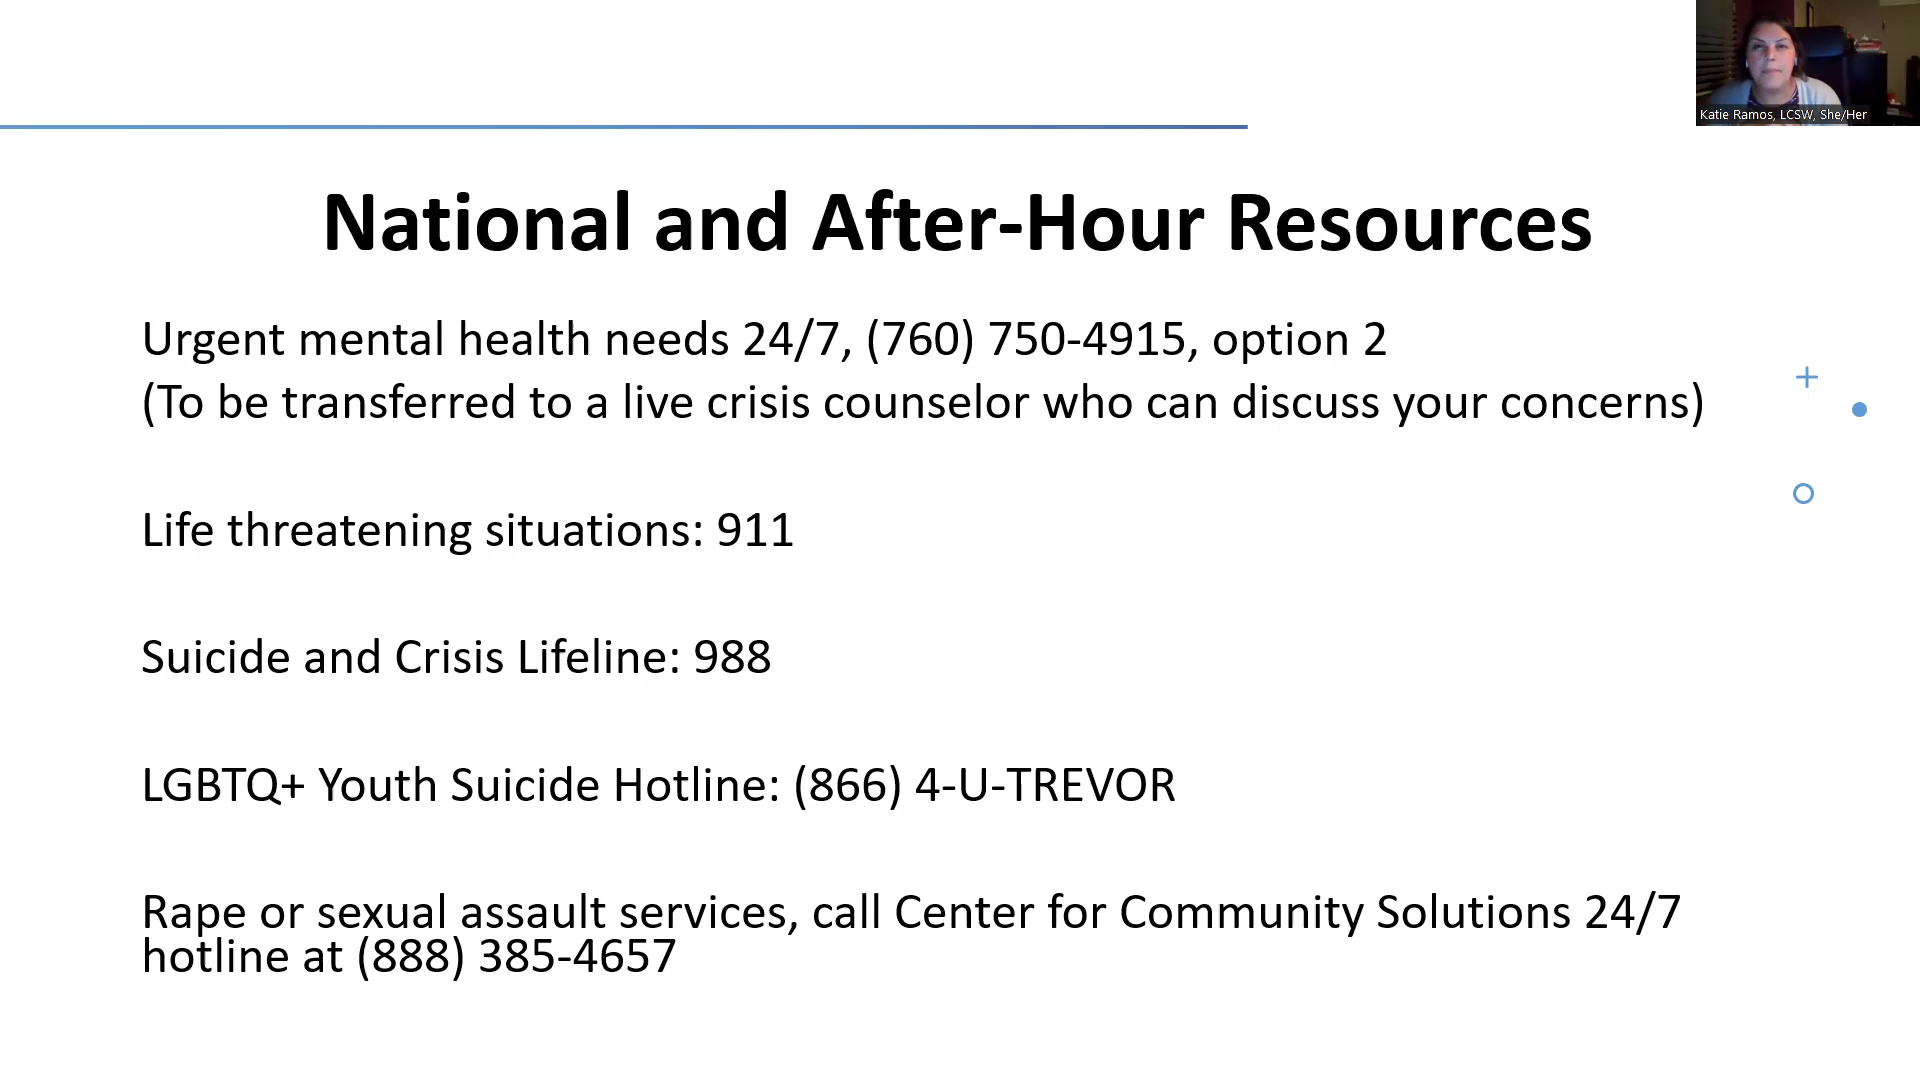 Katie Ramos, LCSW, She/Her
National and After-Hour Resources
Urgent mental health needs 24/7, (760) 750-4915, option 2
(To be transferred to a live crisis counselor who can discuss your concerns)
Life threatening situations: 911
Suicide and Crisis Lifeline: 988
LGBTQ+ Youth Suicide Hotline: (866) 4-U-TREVOR
Rape or sexual assault services, call Center for Community Solutions 24/7
hotline at (888) 385-4657